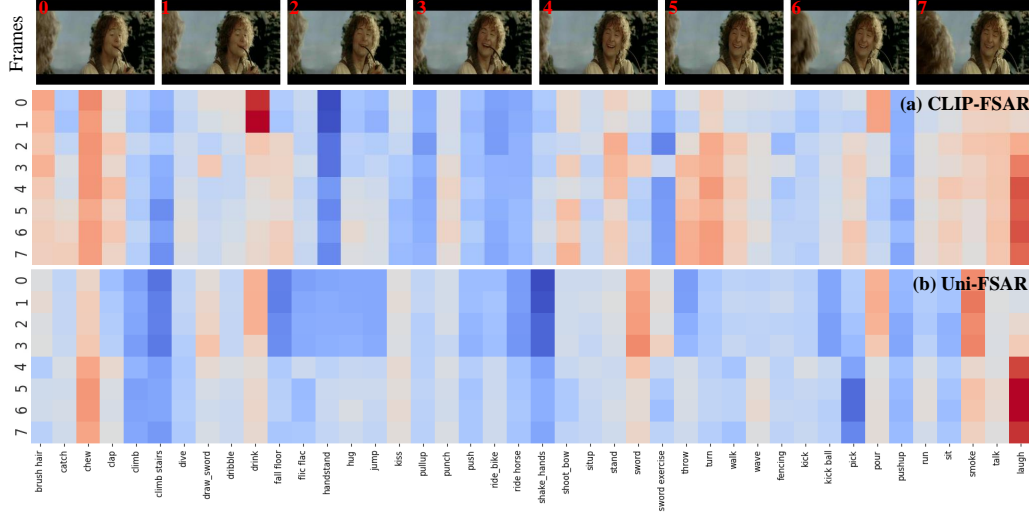 Frames
0 1 2 3 4 5 6 7
(a) CLIP-FSAR
0
1
2
3
4
5
6
7
(b) Uni-FSAR
0
1
2
3
4
5
6
7
brush hair
catch
chew
clap
climb
climb stairs
dive
draw_sword
dribble
drink
fall floor
flic flac
handstand
hug
jump
kiss
pullup
punch
push
ride_bike
ride horse
shake_hands
shoot_bow
situp
stand
sword
sword exercise
throw
turn
walk
wave
fencing
kick
kick ball
pick
pour
pushup
run
sit
smoke
talk
laugh